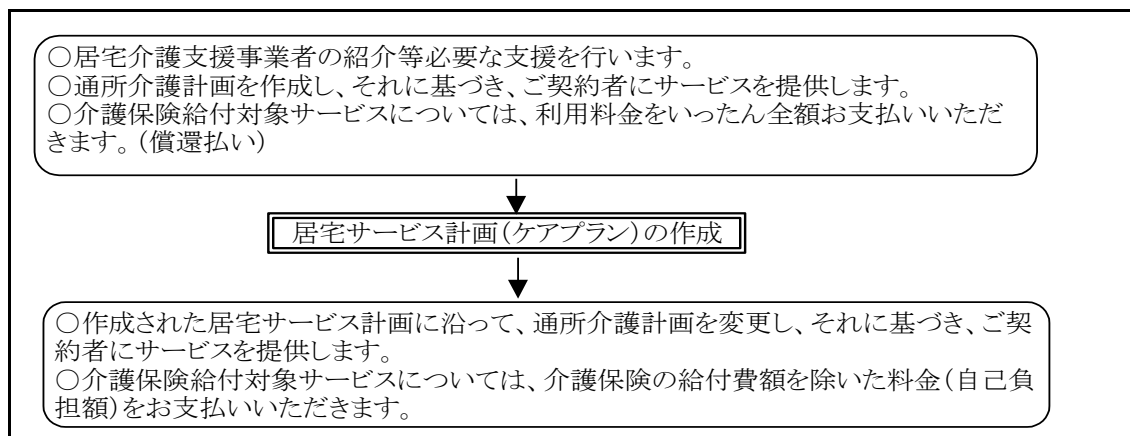 ○居宅介護支援事業者の紹介等必要な支援を行います。
○通所介護計画を作成し、それに基づき、ご契約者にサービスを提供します。
○介護保険給付対象サービスについては、利用料金をいったん全額お支払いいただ
きます。（償還払い）
居宅サービス計画（ケアプラン）の作成
○作成された居宅サービス計画に沿って、通所介護計画を変更し、それに基づき、ご契
約者にサービスを提供します。
○介護保険給付対象サービスについては、介護保険の給付費額を除いた料金（自己負
担額）をお支払いいただきます。